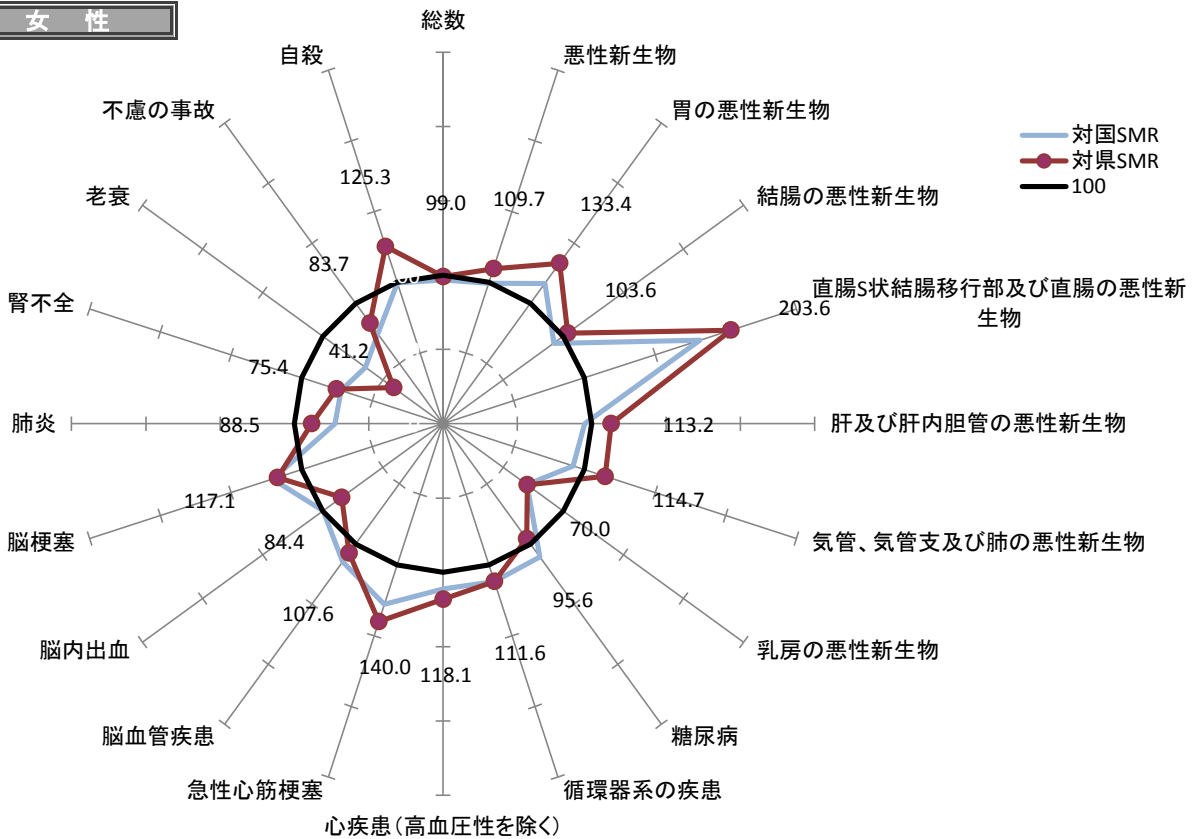 女 性
総数
悪性新生物
胃の悪性新生物
結腸の悪性新生物
直腸S状結腸移行部及び直腸の悪性新
生物
肝及び肝内胆管の悪性新生物
気管、気管支及び肺の悪性新生物
乳房の悪性新生物
糖尿病
循環器系の疾患
心疾患(高血圧性を除く)
急性心筋梗塞
脳血管疾患
脳内出血
脳梗塞
肺炎
腎不全
老衰
不慮の事故
自殺
対国SMR
対県SMR
100
99.0
109.7
133.4
103.6
203.6
113.2
114.7
70.0
95.6
111.6
118.1
140.0
107.6
84.4
117.1
88.5
75.4
41.2
83.7
125.3